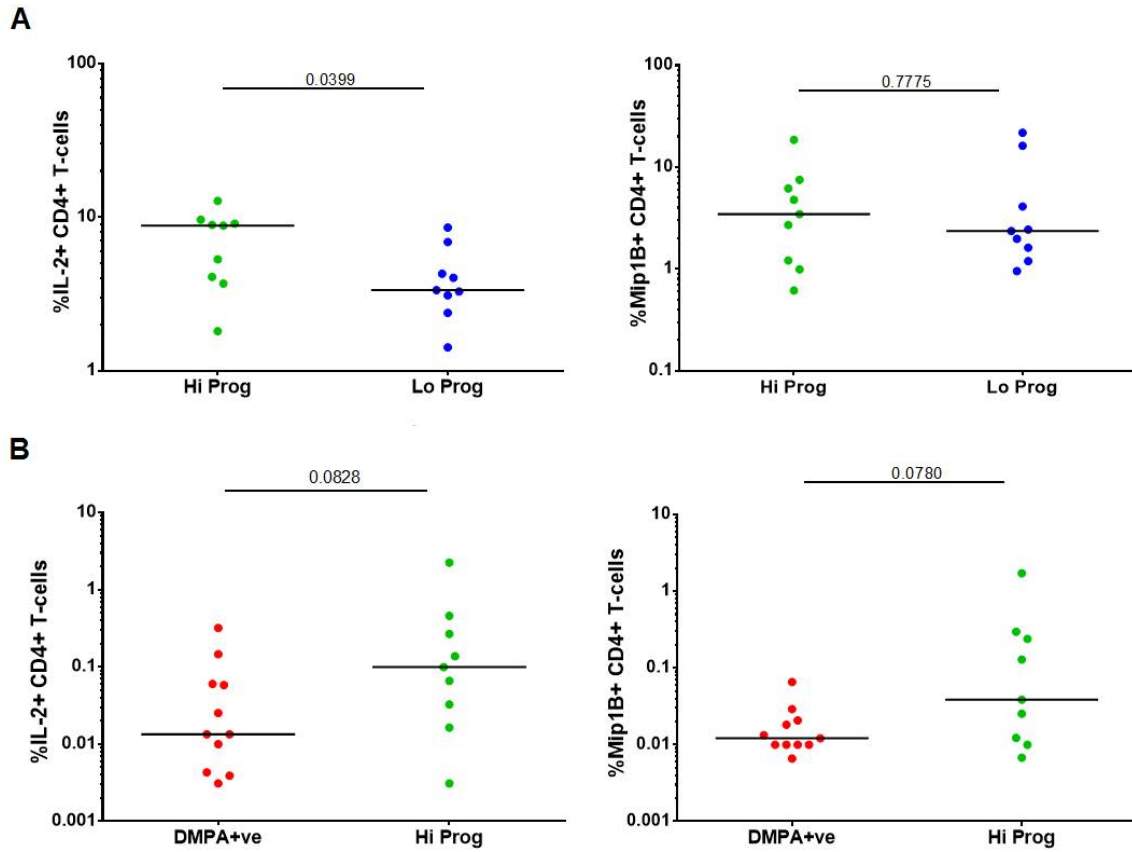 A
%IL-2+ CD4+ T-cells
100
10
1
0.0399
Hi Prog
Lo Prog
%Mip1B+ CD4+ T-cells
100
10
1
0.1
0.7775
Hi Prog
Lo Prog
B
%IL-2+ CD4+ T-cells
10
1
0.1
0.01
0.001
0.0828
DMPA+ve
Hi Prog
%Mip1B+ CD4+ T-cells
10
1
0.1
0.01
0.001
0.0780
DMPA+ve
Hi Prog